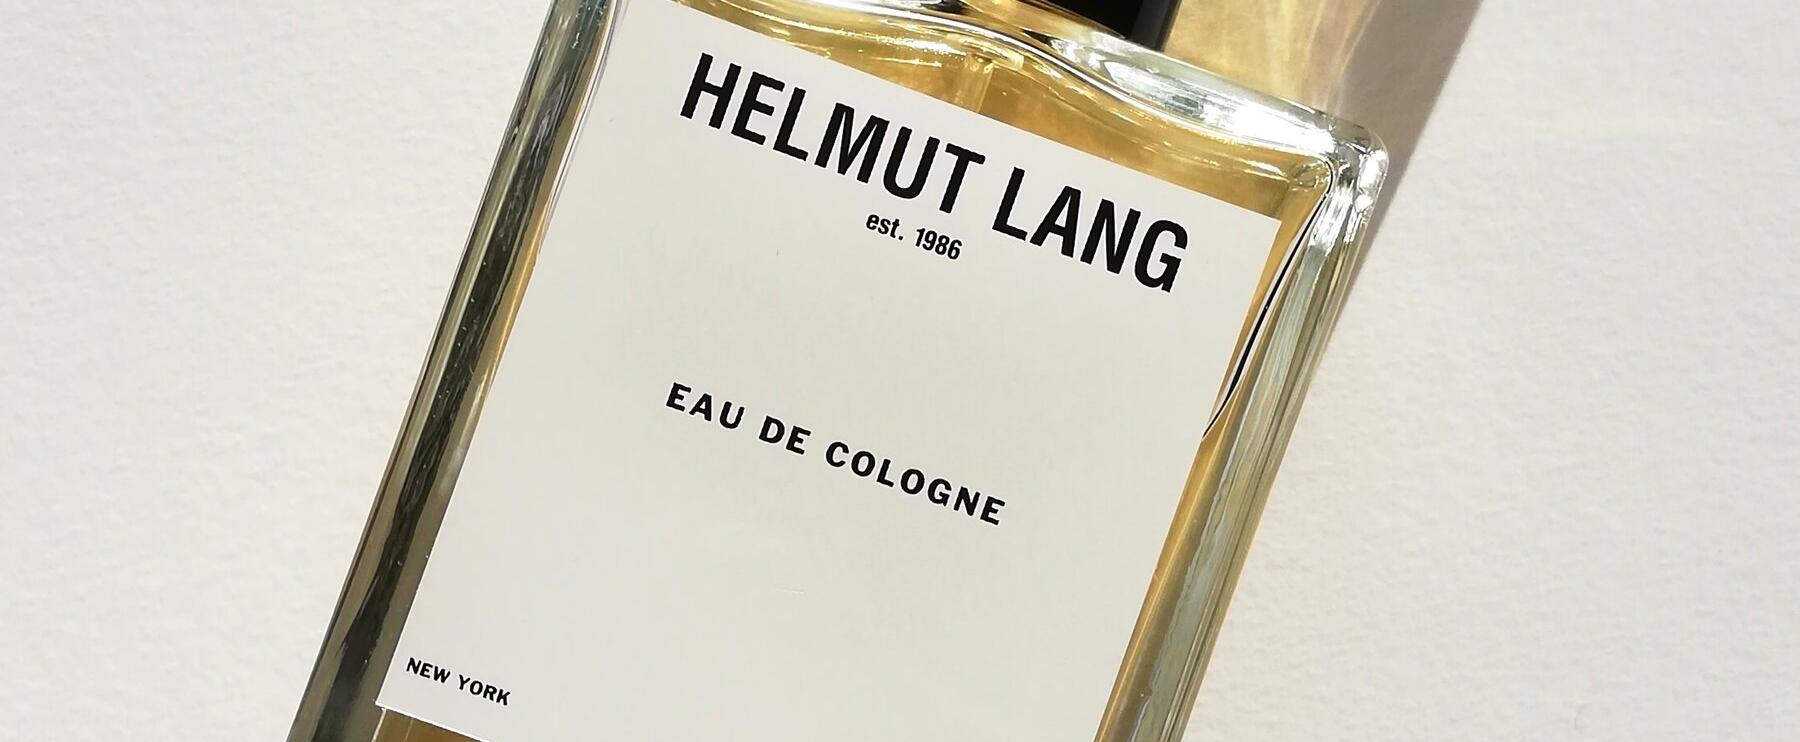 HELMUT LANG
est. 1986
EAU DE COLOGNE
NEW YORK